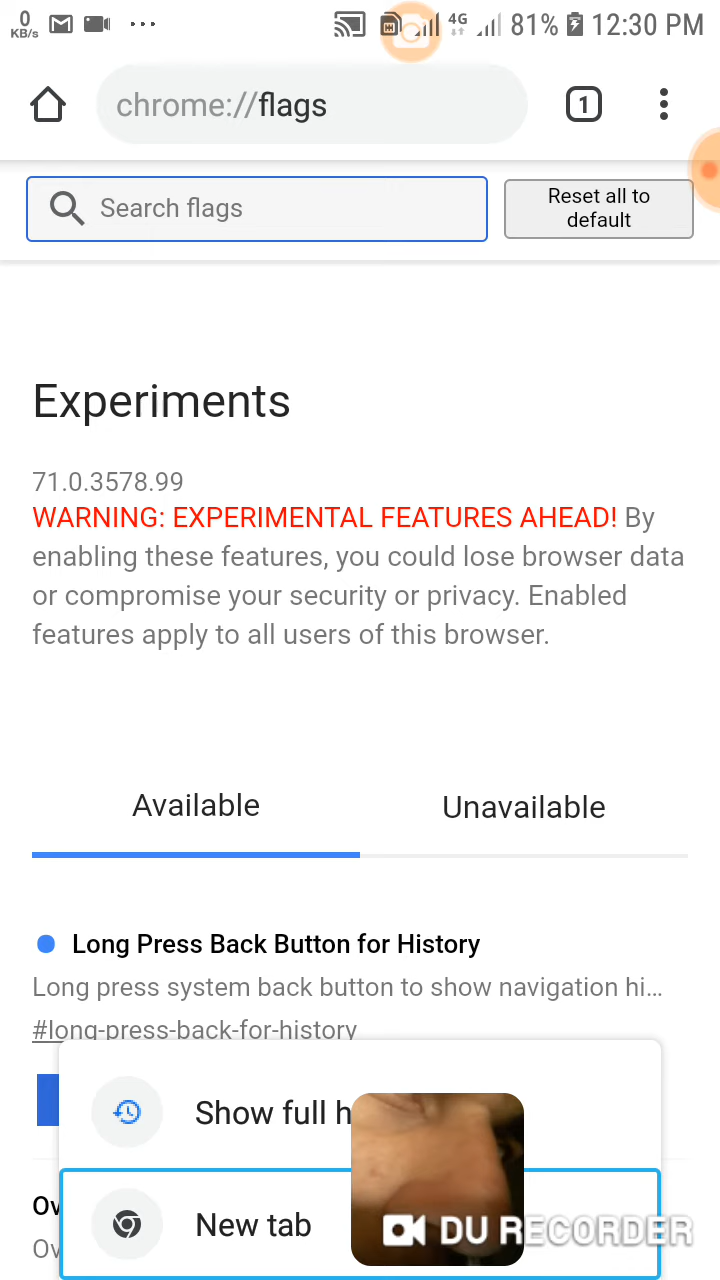 0
KB/s
4G
81%
12:30 PM
chrome://flags
1
Search flags
Reset all to
default
Experiments
71.0.3578.99
WARNING: EXPERIMENTAL FEATURES AHEAD! By
enabling these features, you could lose browser data
or compromise your security or privacy. Enabled
features apply to all users of this browser.
Available
Unavailable
Long Press Back Button for History
Long press system back button to show navigation hi...
#long-press-back-for-history
Show full h
Ov
New tab
Ov
DU RECORDER